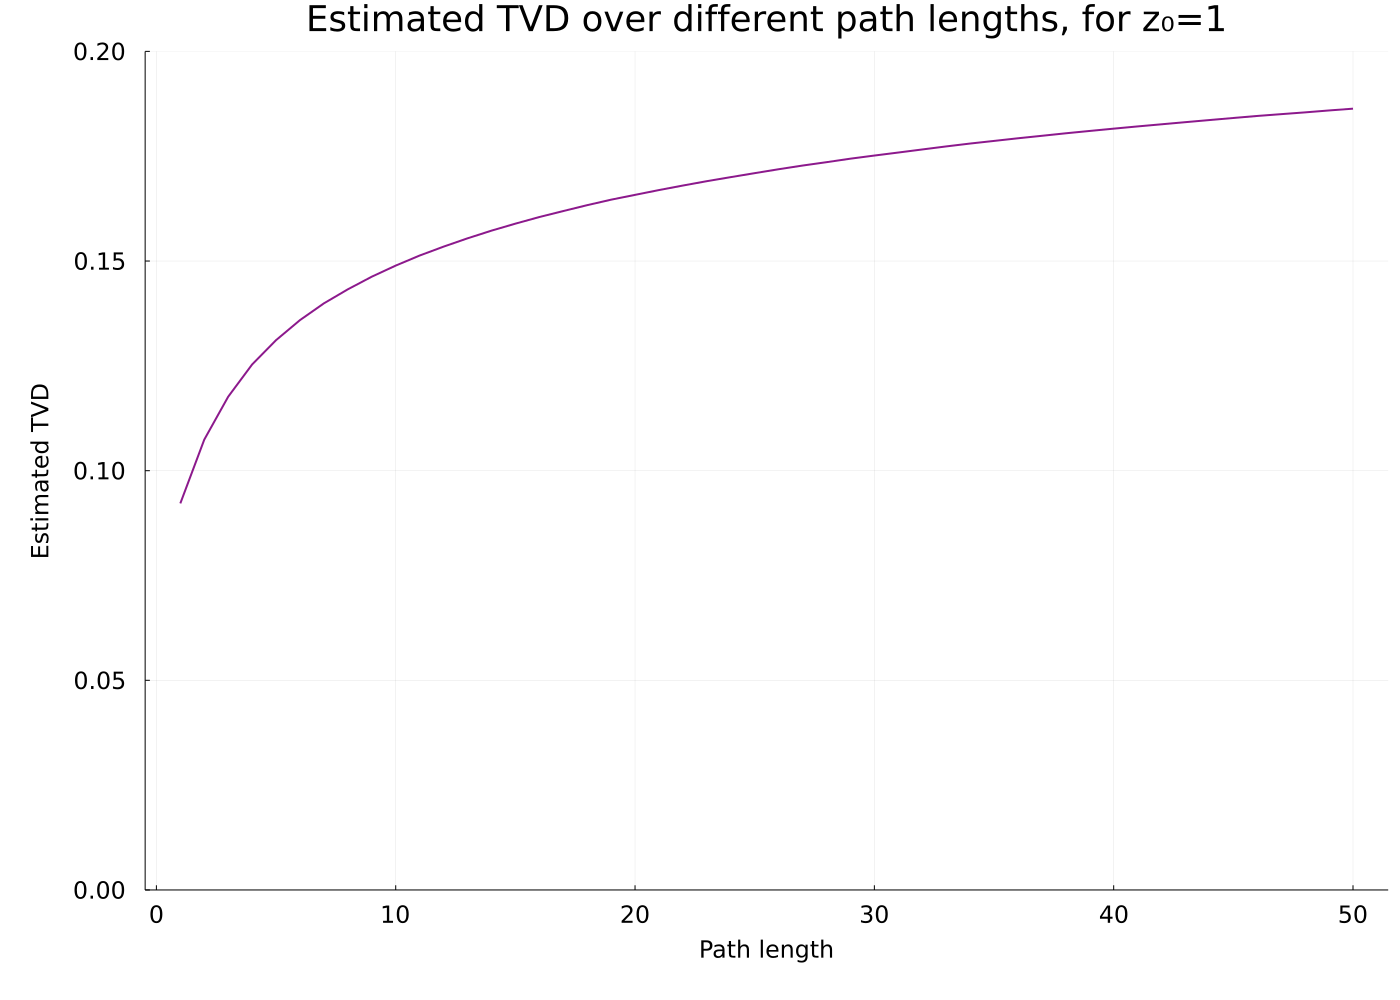 Estimated TVD over different path lengths, for z₀=1
0.20
0.15
0.10
0.05
0.00
Estimated TVD
0 10 20 30 40 50
Path length